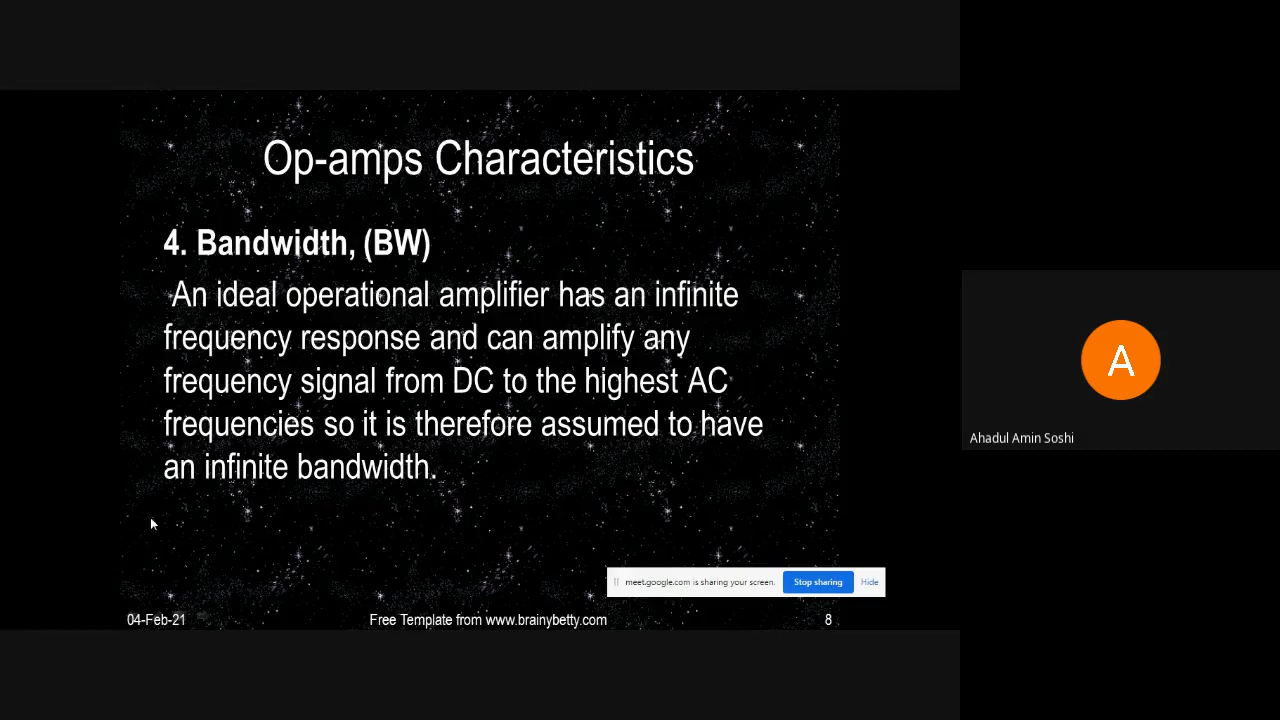 Op-amps Characteristics
4. Bandwidth, (BW)
An ideal operational amplifier has an infinite
frequency response and can amplify any
frequency signal from DC to the highest AC
frequencies so it is therefore assumed to have
an infinite bandwidth.
A
Ahadul Amin Soshi
meet.google.com is sharing your screen. Stop sharing Hide
04-Feb-21 Free Template from www.brainybetty.com 8